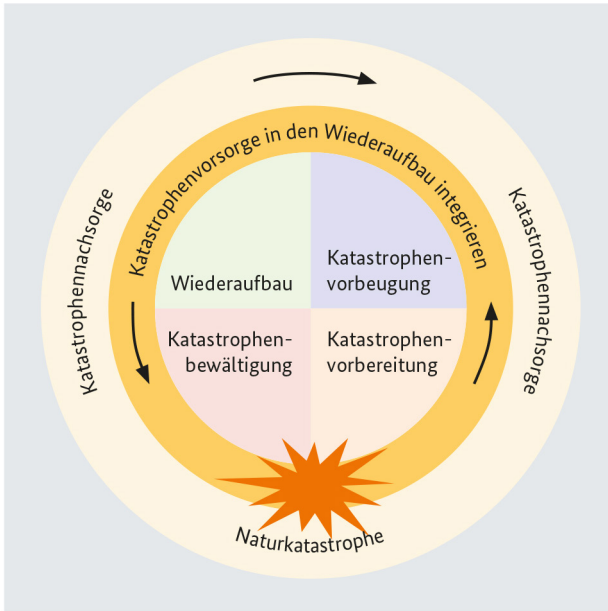 Katastrophenvorsorge in den Wiederaufbau integrieren
Katastrophennachsorge
Katastrophennachsorge
Wiederaufbau
Katastrophen-
vorbeugung
Katastrophen-
bewältigung
Katastrophen-
vorbereitung
Naturkatastrophe